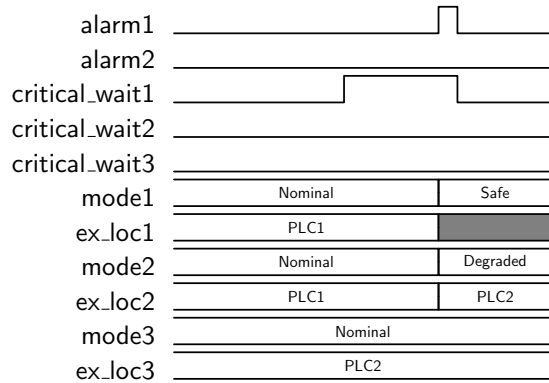 alarm1
alarm2
critical_wait1
critical_wait2
critical_wait3
mode1 Nominal Safe
ex_loc1 PLC1
mode2 Nominal Degraded
ex_loc2 PLC1 PLC2
mode3 Nominal
ex_loc3 PLC2